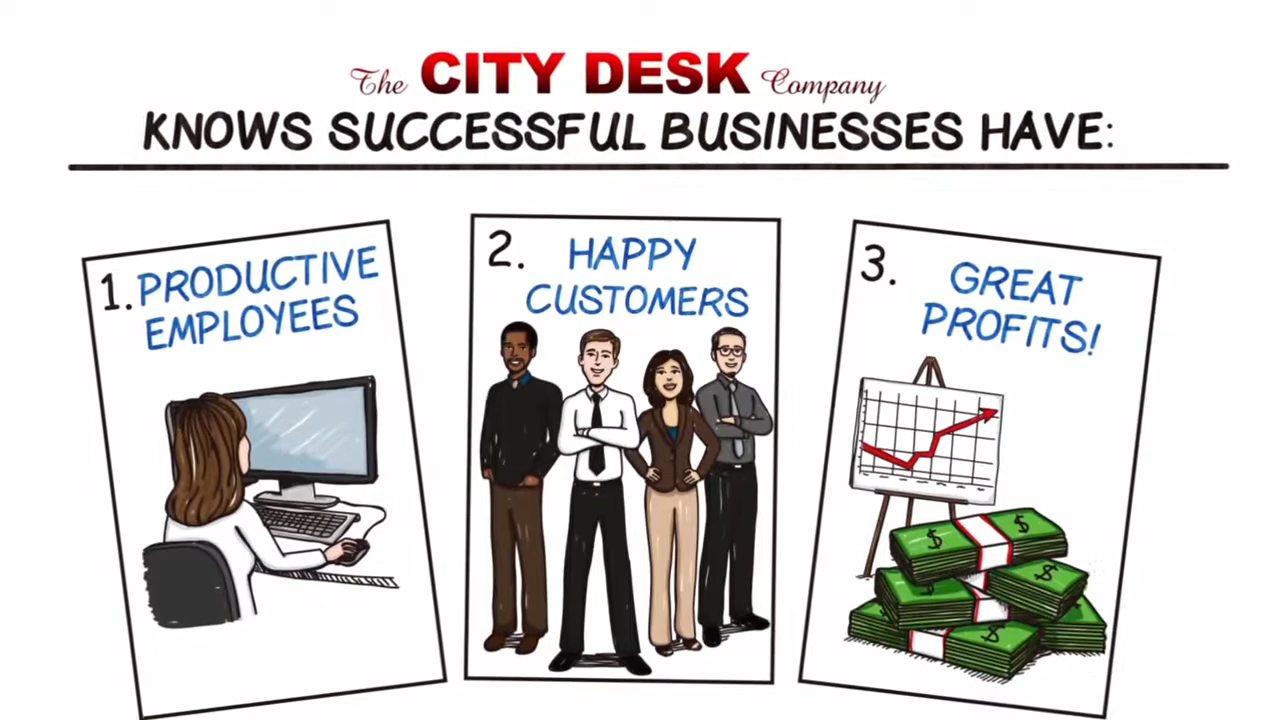 The CITY DESK Company
KNOWS SUCCESSFUL BUSINESSES HAVE:
1. PRODUCTIVE
EMPLOYEES
2. HAPPY
CUSTOMERS
3. GREAT
PROFITS!
$ $
$
$